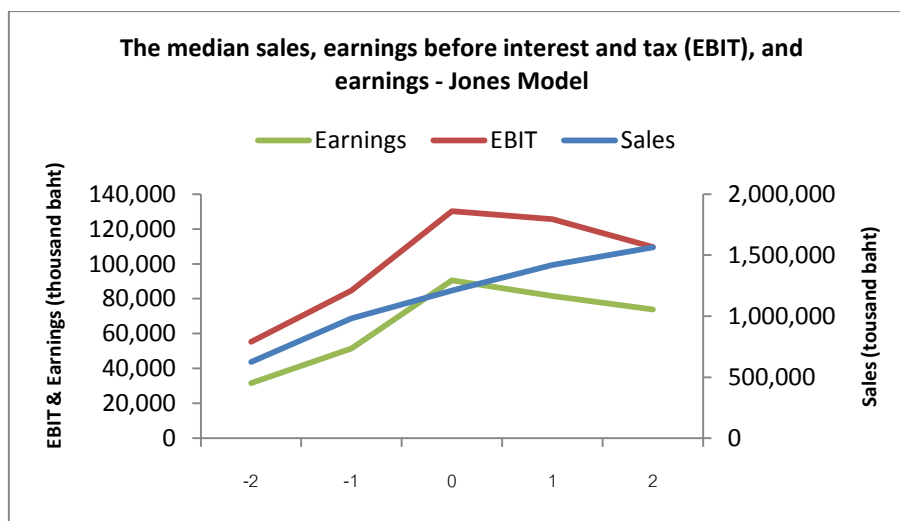 The median sales, earnings before interest and tax (EBIT), and
earnings - Jones Model
Earnings EBIT Sales
EBIT & Earnings (thousand baht)
140,000
120,000
100,000
80,000
60,000
40,000
20,000
0
2,000,000
1,500,000
1,000,000
500,000
0
Sales (tousand baht)
-2 -1 0 1 2